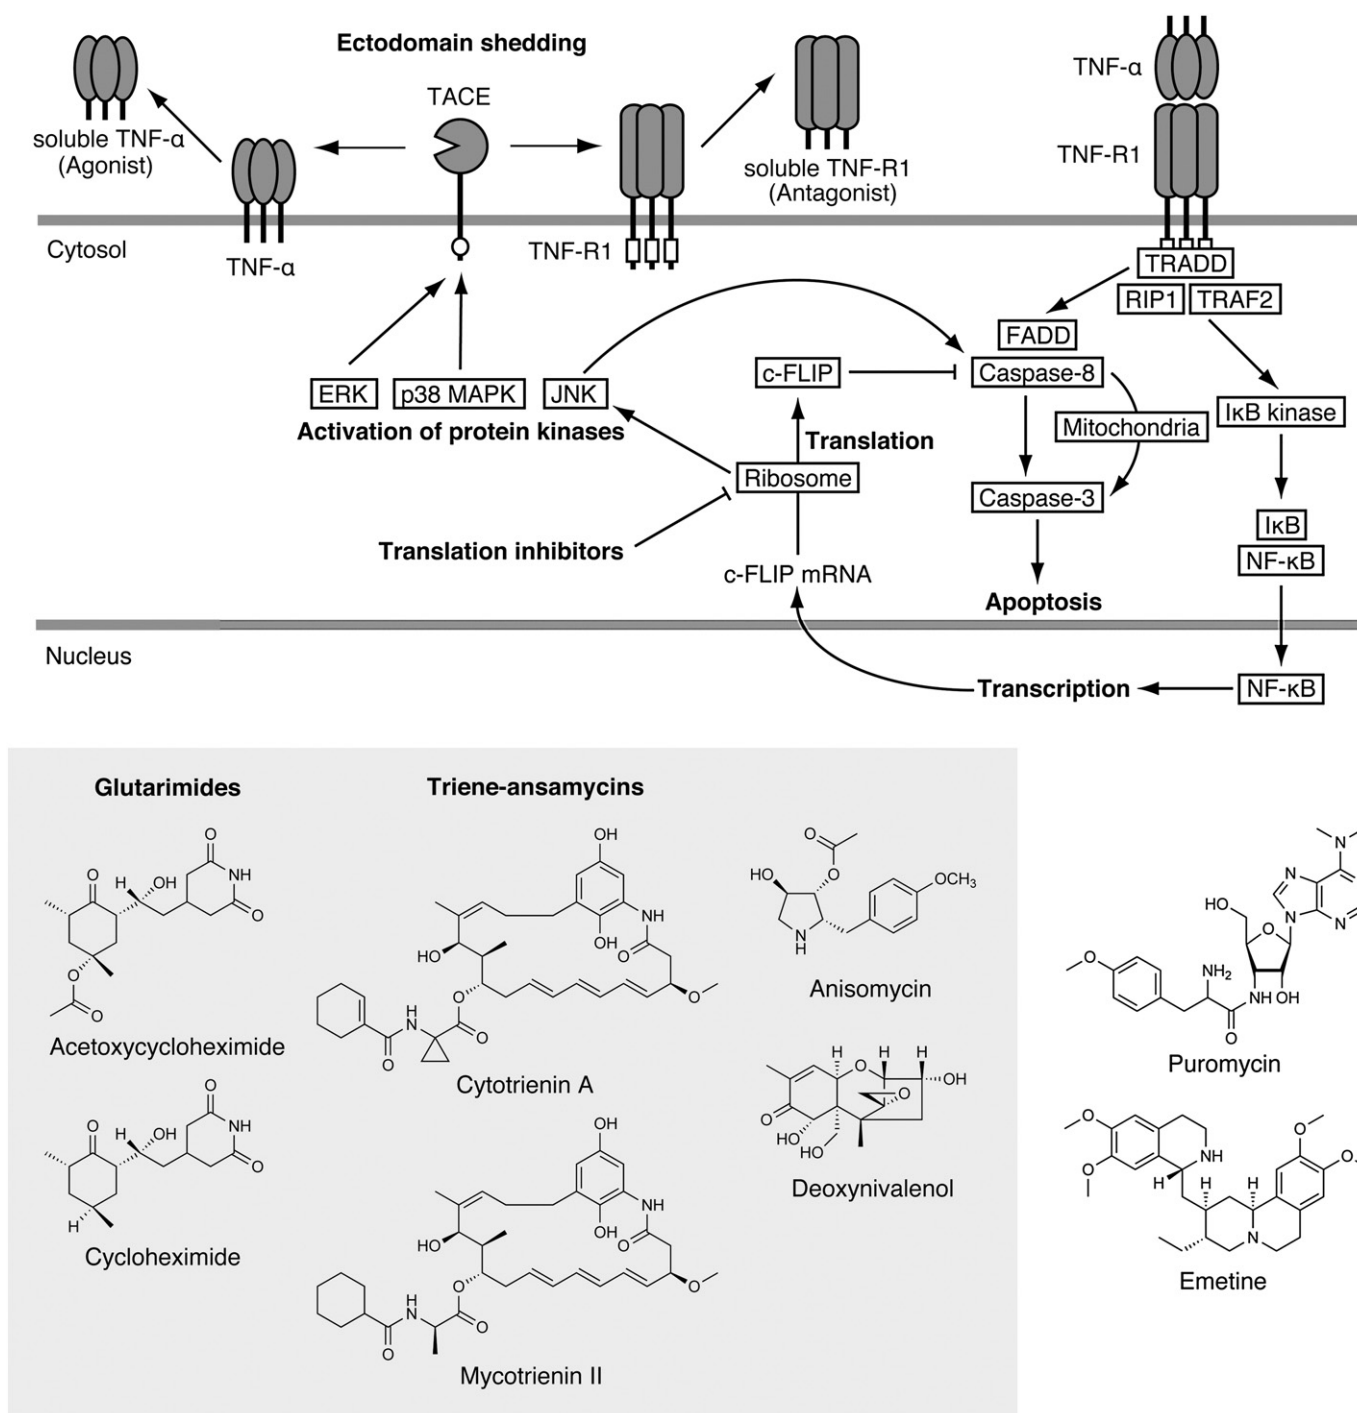 Ectodomain shedding
TNF-α
TACE
soluble TNF-α
(Agonist)
soluble TNF-R1
(Antagonist)
TNF-R1
Cytosol
TNF-α
TNF-R1
TRADD
RIP1
TRAF2
FADD
ERK
p38 MAPK
JNK
c-FLIP
Caspase-8
IκB kinase
Activation of protein kinases
Translation
Mitochondria
Ribosome
Caspase-3
IκB
Translation inhibitors
NF-κB
c-FLIP mRNA
Apoptosis
Nucleus
Transcription
NF-κB
Glutarimides
Triene-ansamycins
O
O
H
OH
NH
O
O
O
Acetoxycycloheximide
O
O
H
OH
NH
O
H
Cycloheximide
OH
NH
OH
O
HO
O
O
H
N
O
O
Cytotrienin A
OH
NH
OH
O
HO
O
O
H
N
O
O
Mycotrienin II
O
HO
O
OCH3
N
H
Anisomycin
H
H
H
O
OH
O
O
HO
HO
Deoxynivalenol
N
N
N
N
N
HO
O
O
NH2
NH
OH
O
Puromycin
O
O
NH
H
H
H
O
O
N
Emetine